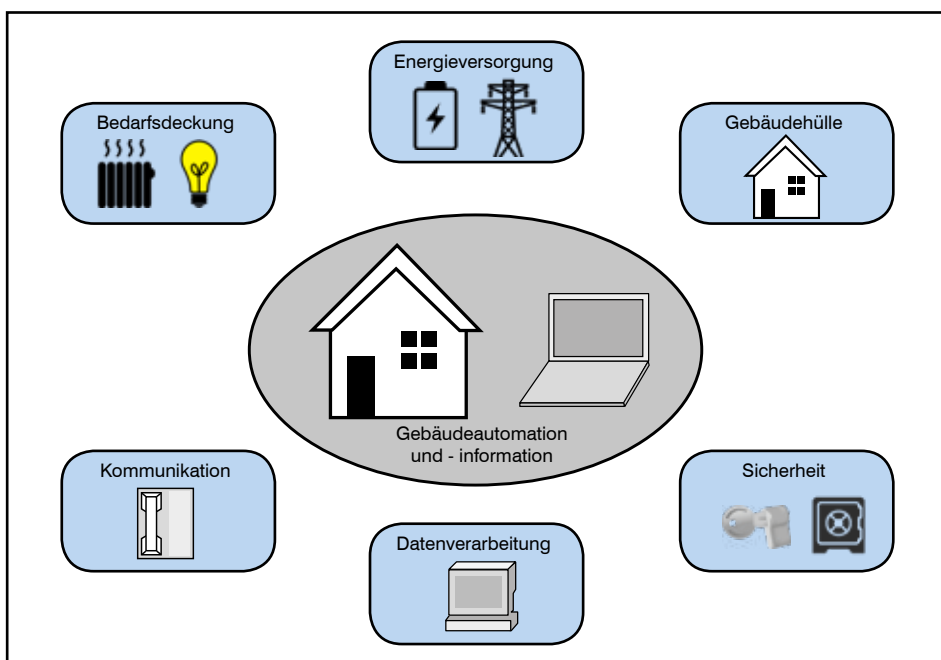 Energieversorgung
Bedarfsdeckung
Gebäudehülle
Gebäudeautomation
und - information
Kommunikation
Sicherheit
Datenverarbeitung